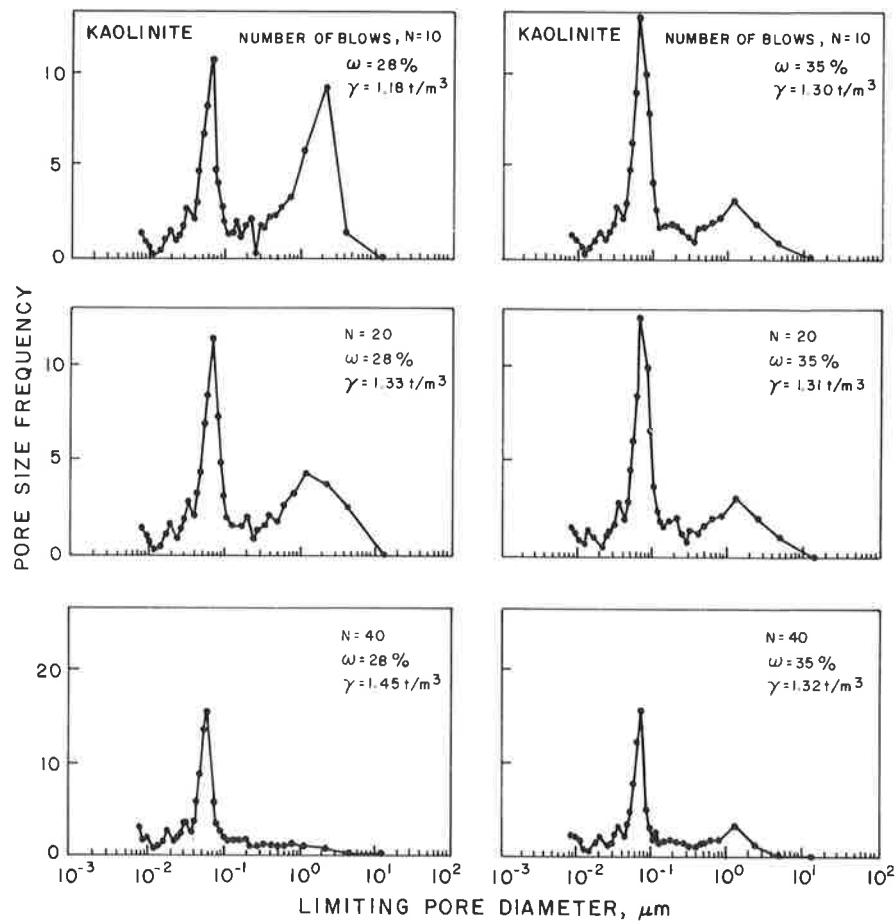 KAOLINITE
NUMBER OF BLOWS, N=10
ω=28%
γ=1.18 t/m³
10
5
0
KAOLINITE
NUMBER OF BLOWS, N=10
ω=35%
γ=1.30 t/m³
N=20
ω=28%
γ=1.33 t/m³
10
5
0
N=20
ω=35%
γ=1.31 t/m³
N=40
ω=28%
γ=1.45 t/m³
20
10
0
N=40
ω=35%
γ=1.32 t/m³
10⁻³ 10⁻² 10⁻¹ 10⁰ 10¹ 10²
10⁻³ 10⁻² 10⁻¹ 10⁰ 10¹ 10²
PORE SIZE FREQUENCY
LIMITING PORE DIAMETER, μm